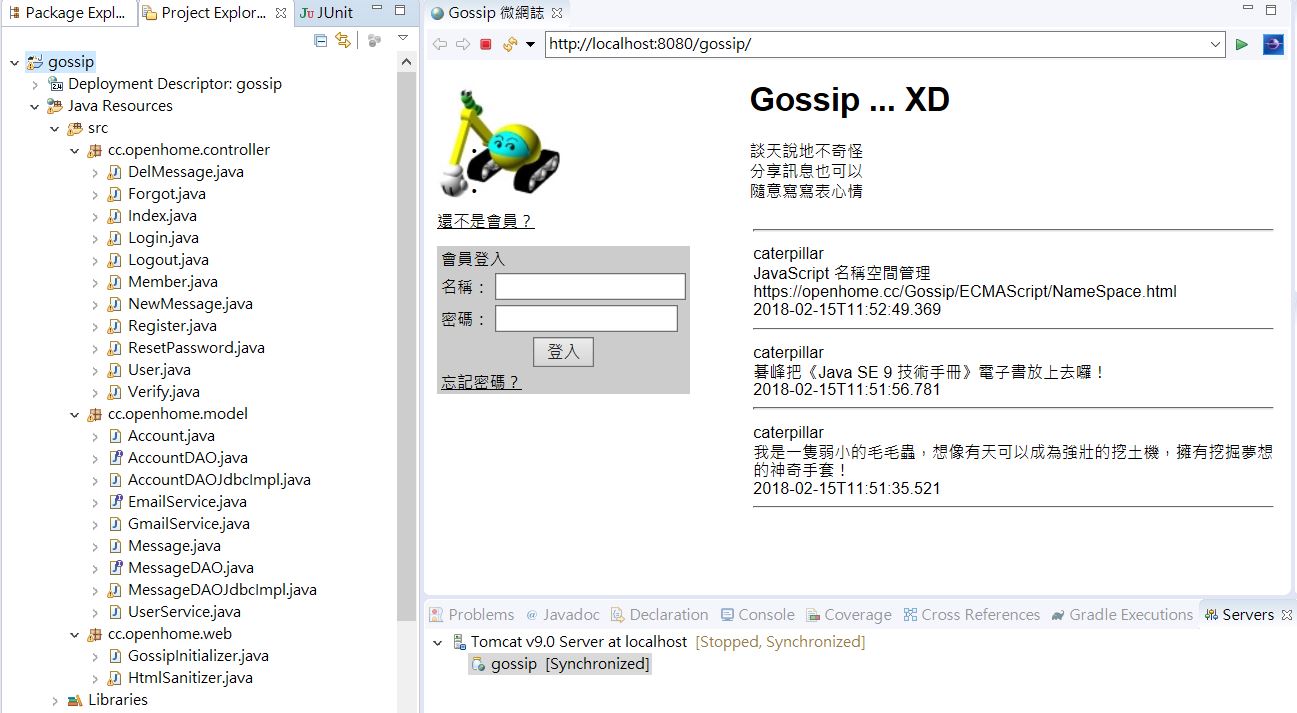 Package Expl...
Project Explor...
JUnit
gossip
Deployment Descriptor: gossip
Java Resources
src
cc.openhome.controller
DelMessage.java
Forgot.java
Index.java
Login.java
Logout.java
Member.java
NewMessage.java
Register.java
ResetPassword.java
User.java
Verify.java
cc.openhome.model
Account.java
AccountDAO.java
AccountDAOJdbcImpl.java
EmailService.java
GmailService.java
Message.java
MessageDAO.java
MessageDAOJdbcImpl.java
UserService.java
cc.openhome.web
GossipInitializer.java
HtmlSanitizer.java
Libraries
Gossip 微網誌
http://localhost:8080/gossip/
還不是會員？
會員登入
名稱：
密碼：
登入
忘記密碼？
Gossip ... XD
談天說地不奇怪
分享訊息也可以
隨意寫寫表心情
caterpillar
JavaScript 名稱空間管理
https://openhome.cc/Gossip/ECMAScript/NameSpace.html
2018-02-15T11:52:49.369
caterpillar
碁峰把《Java SE 9 技術手冊》電子書放上去囉！
2018-02-15T11:51:56.781
caterpillar
我是一隻弱小的毛毛蟲，想像有天可以成為強壯的挖土機，擁有挖掘夢想
的神奇手套！
2018-02-15T11:51:35.521
Problems @ Javadoc Declaration Console Coverage Cross References Gradle Executions Servers
Tomcat v9.0 Server at localhost [Stopped, Synchronized]
gossip [Synchronized]